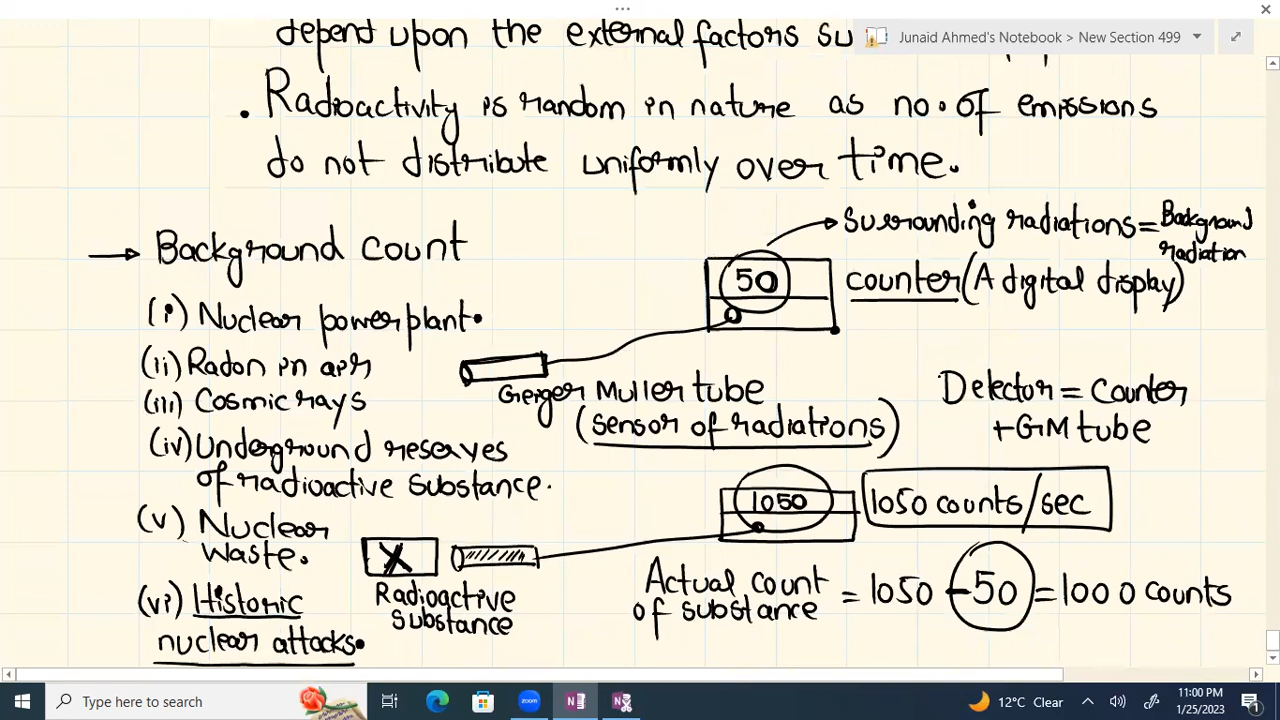 depend upon the external factors su
Junaid Ahmed's Notebook > New Section 499
. Radioactivity is random in nature as no. of emissions
do not distribute uniformly over time.
→ Background count
Surrounding radiations = Background
radiation
50
counter (A digital display)
(i) Nuclear power plant.
(ii) Radon in air
(iii) Cosmic rays
Geiger Muller tube
(sensor of radiations)
Detector = Counter
+ GM tube
(iv) Underground reserves
of radioactive substance.
(v) Nuclear
waste.
1050
1050 counts/sec
X
Radioactive
substance
Actual count
of substance
= 1050 - 50 = 1000 counts
(vi) Historic
nuclear attacks.
Type here to search
zoom
12°C Clear
11:00 PM
1/25/2023
1